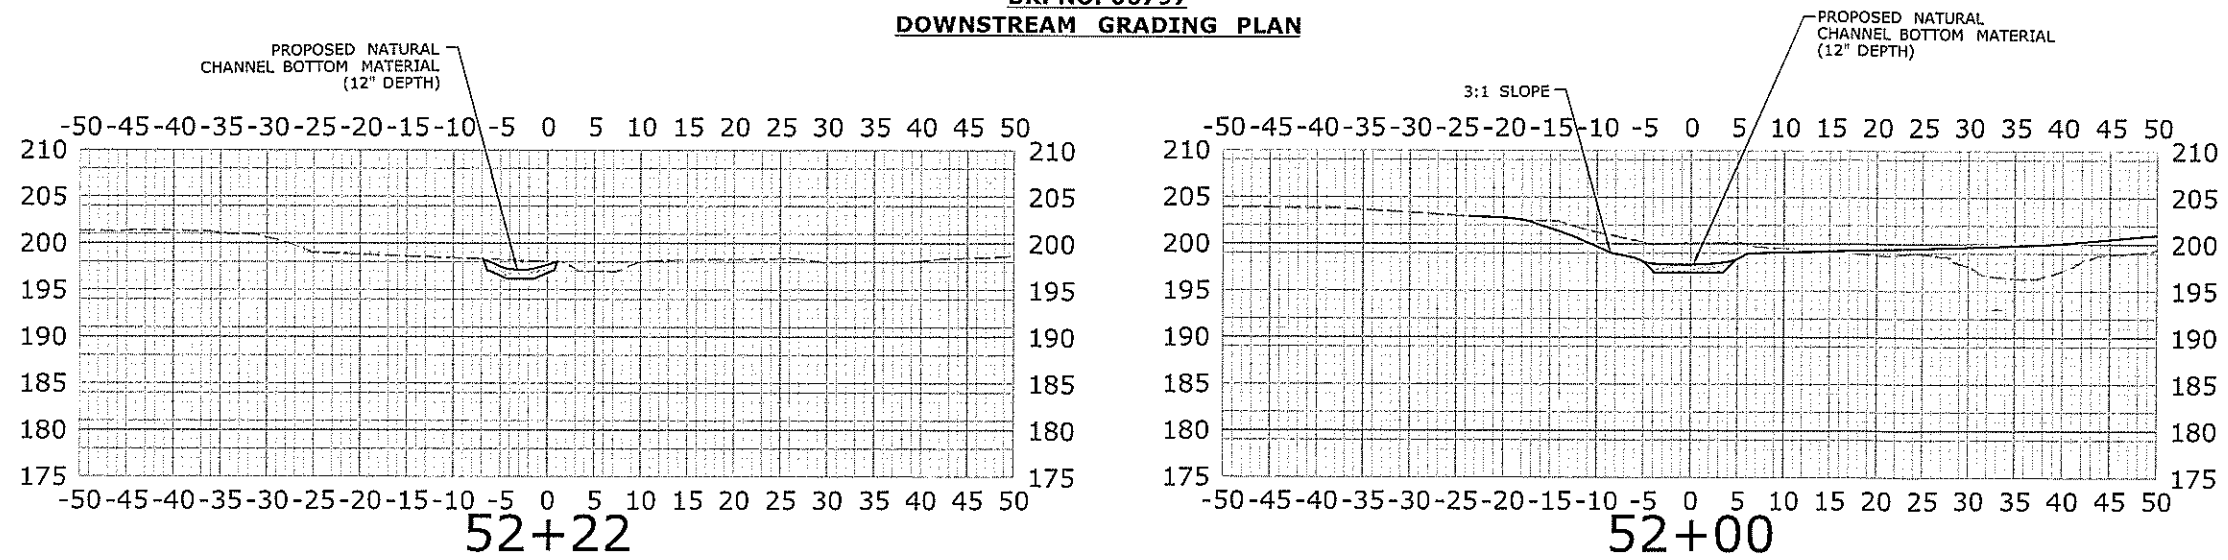 DOWNSTREAM GRADING PLAN
PROPOSED NATURAL
CHANNEL BOTTOM MATERIAL
(12" DEPTH)
-50 -45 -40 -35 -30 -25 -20 -15 -10 -5 0 5 10 15 20 25 30 35 40 45 50
210 210
205 205
200 200
195 195
190 190
185 185
180 180
175 175
-50 -45 -40 -35 -30 -25 -20 -15 -10 -5 0 5 10 15 20 25 30 35 40 45 50
52+22
PROPOSED NATURAL
CHANNEL BOTTOM MATERIAL
(12" DEPTH)
3:1 SLOPE
-50 -45 -40 -35 -30 -25 -20 -15 -10 -5 0 5 10 15 20 25 30 35 40 45 50
210 210
205 205
200 200
195 195
190 190
185 185
180 180
175 175
-50 -45 -40 -35 -30 -25 -20 -15 -10 -5 0 5 10 15 20 25 30 35 40 45 50
52+00